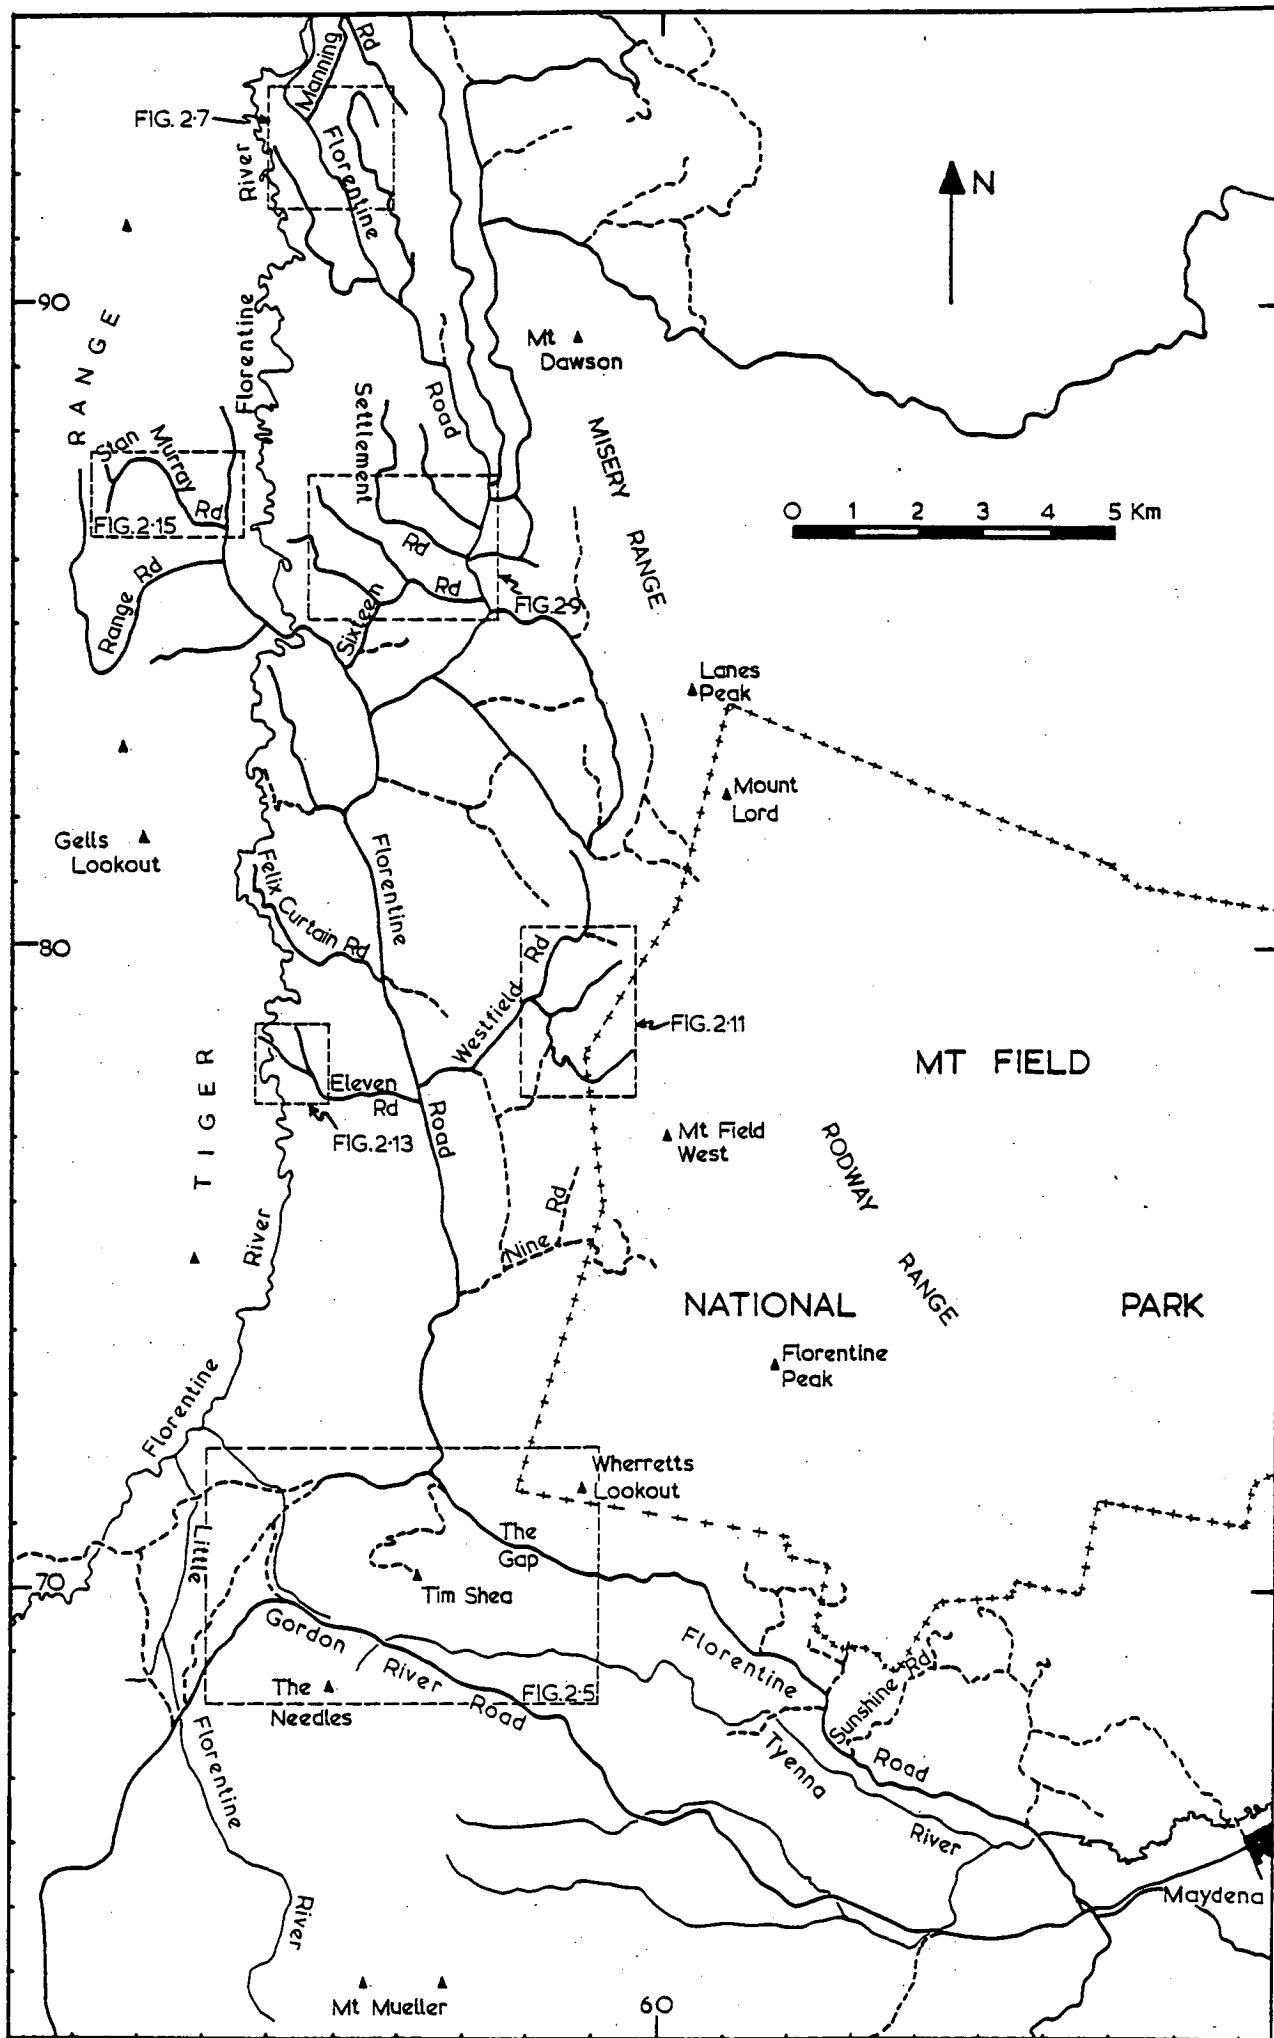 Manning
Rd
FIG. 2·7
River
Florentine
N
90
RANGE
Florentine
Mt
Dawson
Settlement
Road
MISERY
RANGE
Stan
Murray
Rd
FIG. 2·15
0 1 2 3 4 5 Km
Rd
Rd
FIG. 2·9
Range Rd
Sixteen
Lanes
Peak
Mount
Lord
Gells
Lookout
Florentine
Felix Curtain Rd
80
Rd
Westfield
FIG. 2·11
MT FIELD
TIGER
Eleven
Rd
Road
FIG. 2·13
Mt Field
West
RODWAY
RANGE
River
Nine
Rd
NATIONAL PARK
Florentine
Peak
Florentine
Wherretts
Lookout
Little
The
Gap
70
Tim Shea
Gordon
River
Road
Florentine
The
Needles
FIG. 2·5
Sunshine Rd
Florentine
Tyenna
Road
River
Maydena
River
Mt Mueller
60